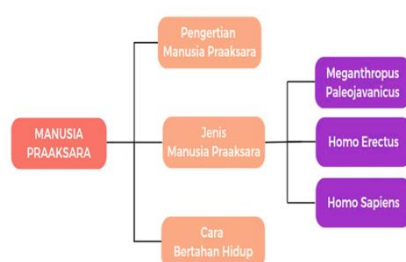 Pengertian
Manusia Praaksara
Meganthropus
Paleojavanicus
MANUSIA
PRAAKSARA
Jenis
Manusia Praaksara
Homo Erectus
Homo Sapiens
Cara
Bertahan Hidup